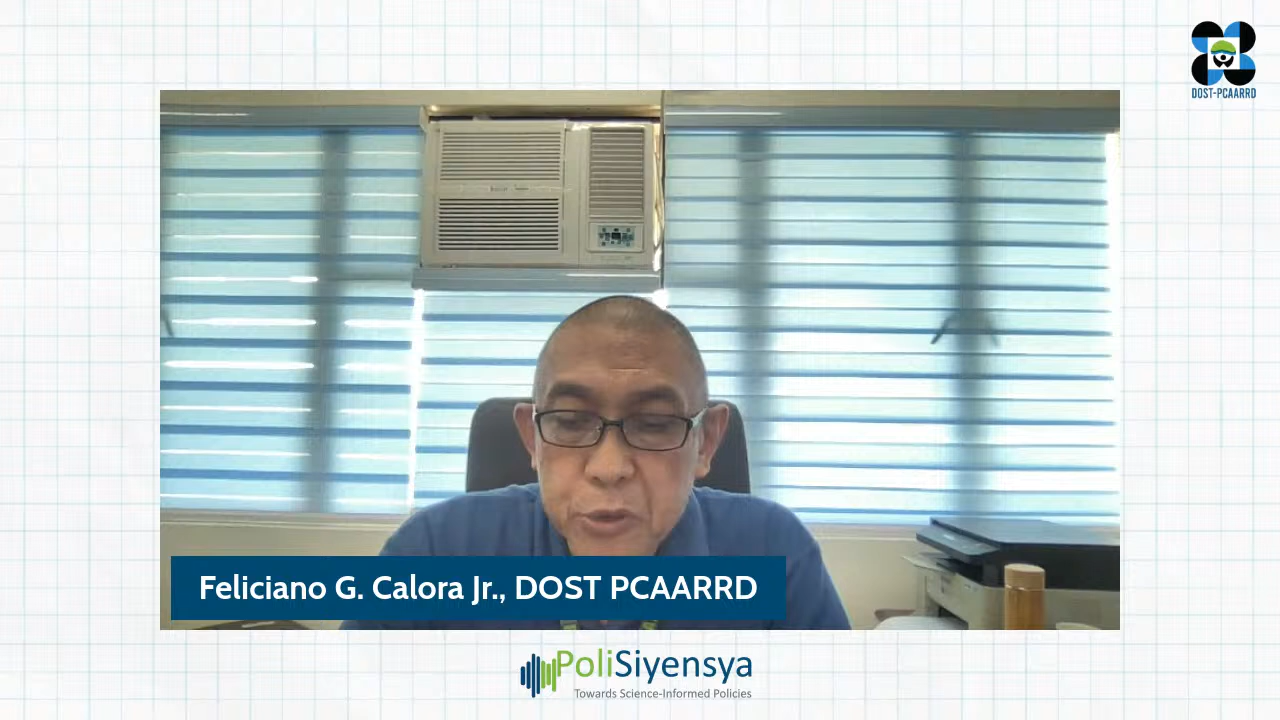 DOST-PCAARRD
Feliciano G. Calora Jr., DOST PCAARRD
PoliSiyensya
Towards Science-Informed Policies